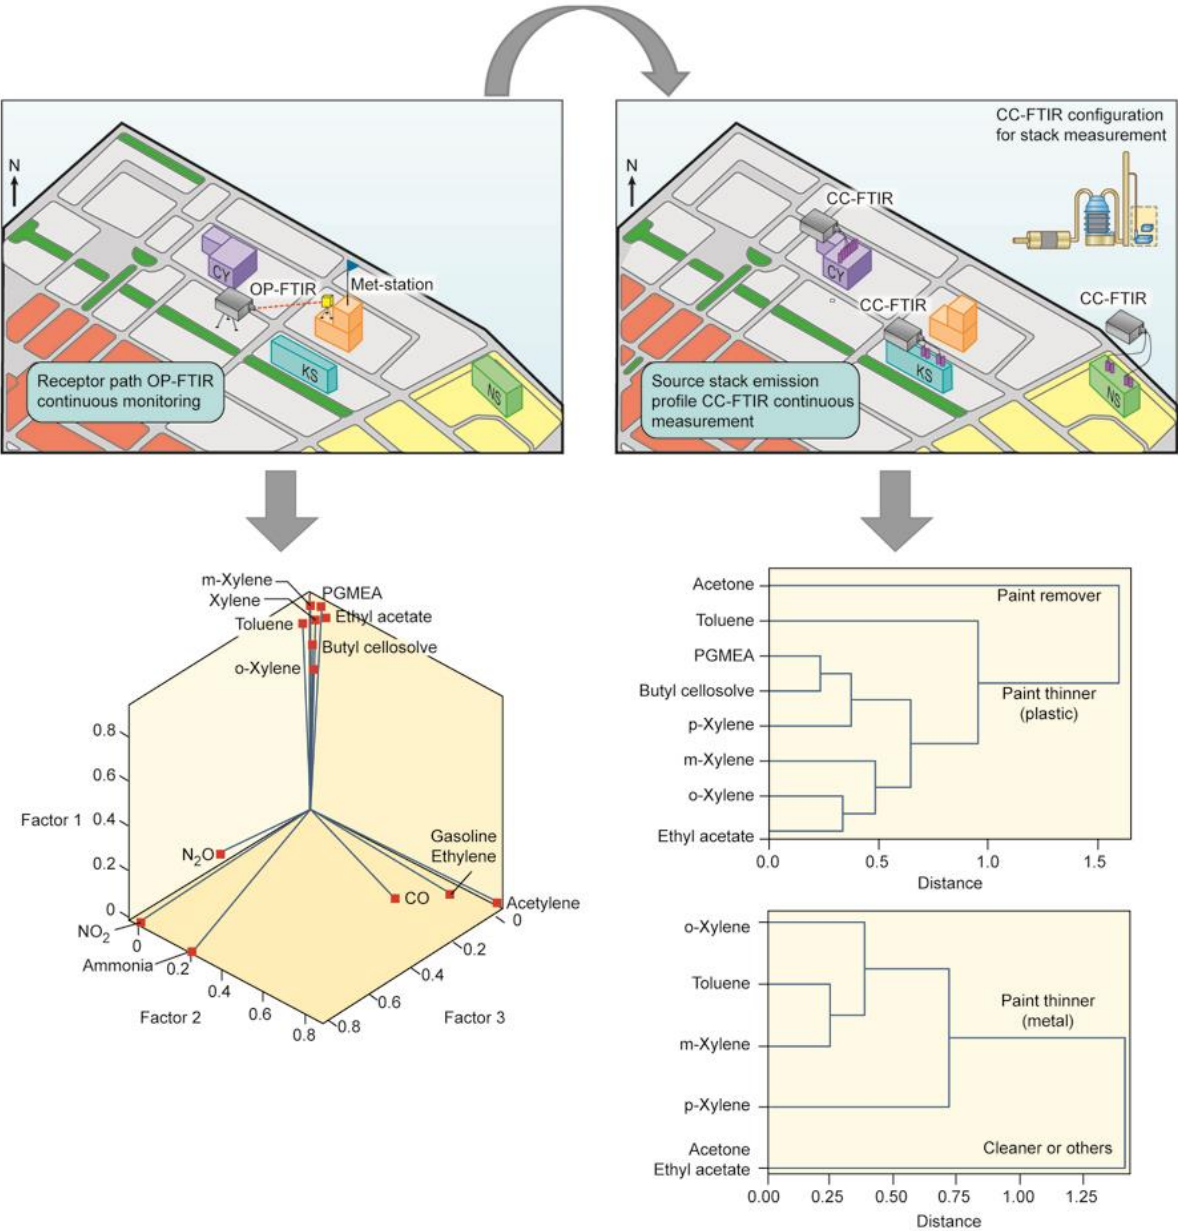 N
CY
OP-FTIR
Met-station
KS
NS
Receptor path OP-FTIR
continuous monitoring
CC-FTIR configuration
for stack measurement
N
CC-FTIR
CY
CC-FTIR
CC-FTIR
KS
NS
Source stack emission
profile CC-FTIR continuous
measurement
m-Xylene
PGMEA
Xylene
Ethyl acetate
Toluene
Butyl cellosolve
o-Xylene
0.8
0.6
Factor 1 0.4
0.2
0
N2O
Gasoline
Ethylene
CO
Acetylene
NO2
Ammonia
0
0.2
0.4
0.6
0.8
Factor 2
0
0.2
0.4
0.6
0.8
Factor 3
Acetone
Paint remover
Toluene
PGMEA
Butyl cellosolve
Paint thinner
(plastic)
p-Xylene
m-Xylene
o-Xylene
Ethyl acetate
0.0 0.5 1.0 1.5
Distance
o-Xylene
Toluene
Paint thinner
(metal)
m-Xylene
p-Xylene
Acetone
Ethyl acetate
Cleaner or others
0.00 0.25 0.50 0.75 1.00 1.25
Distance